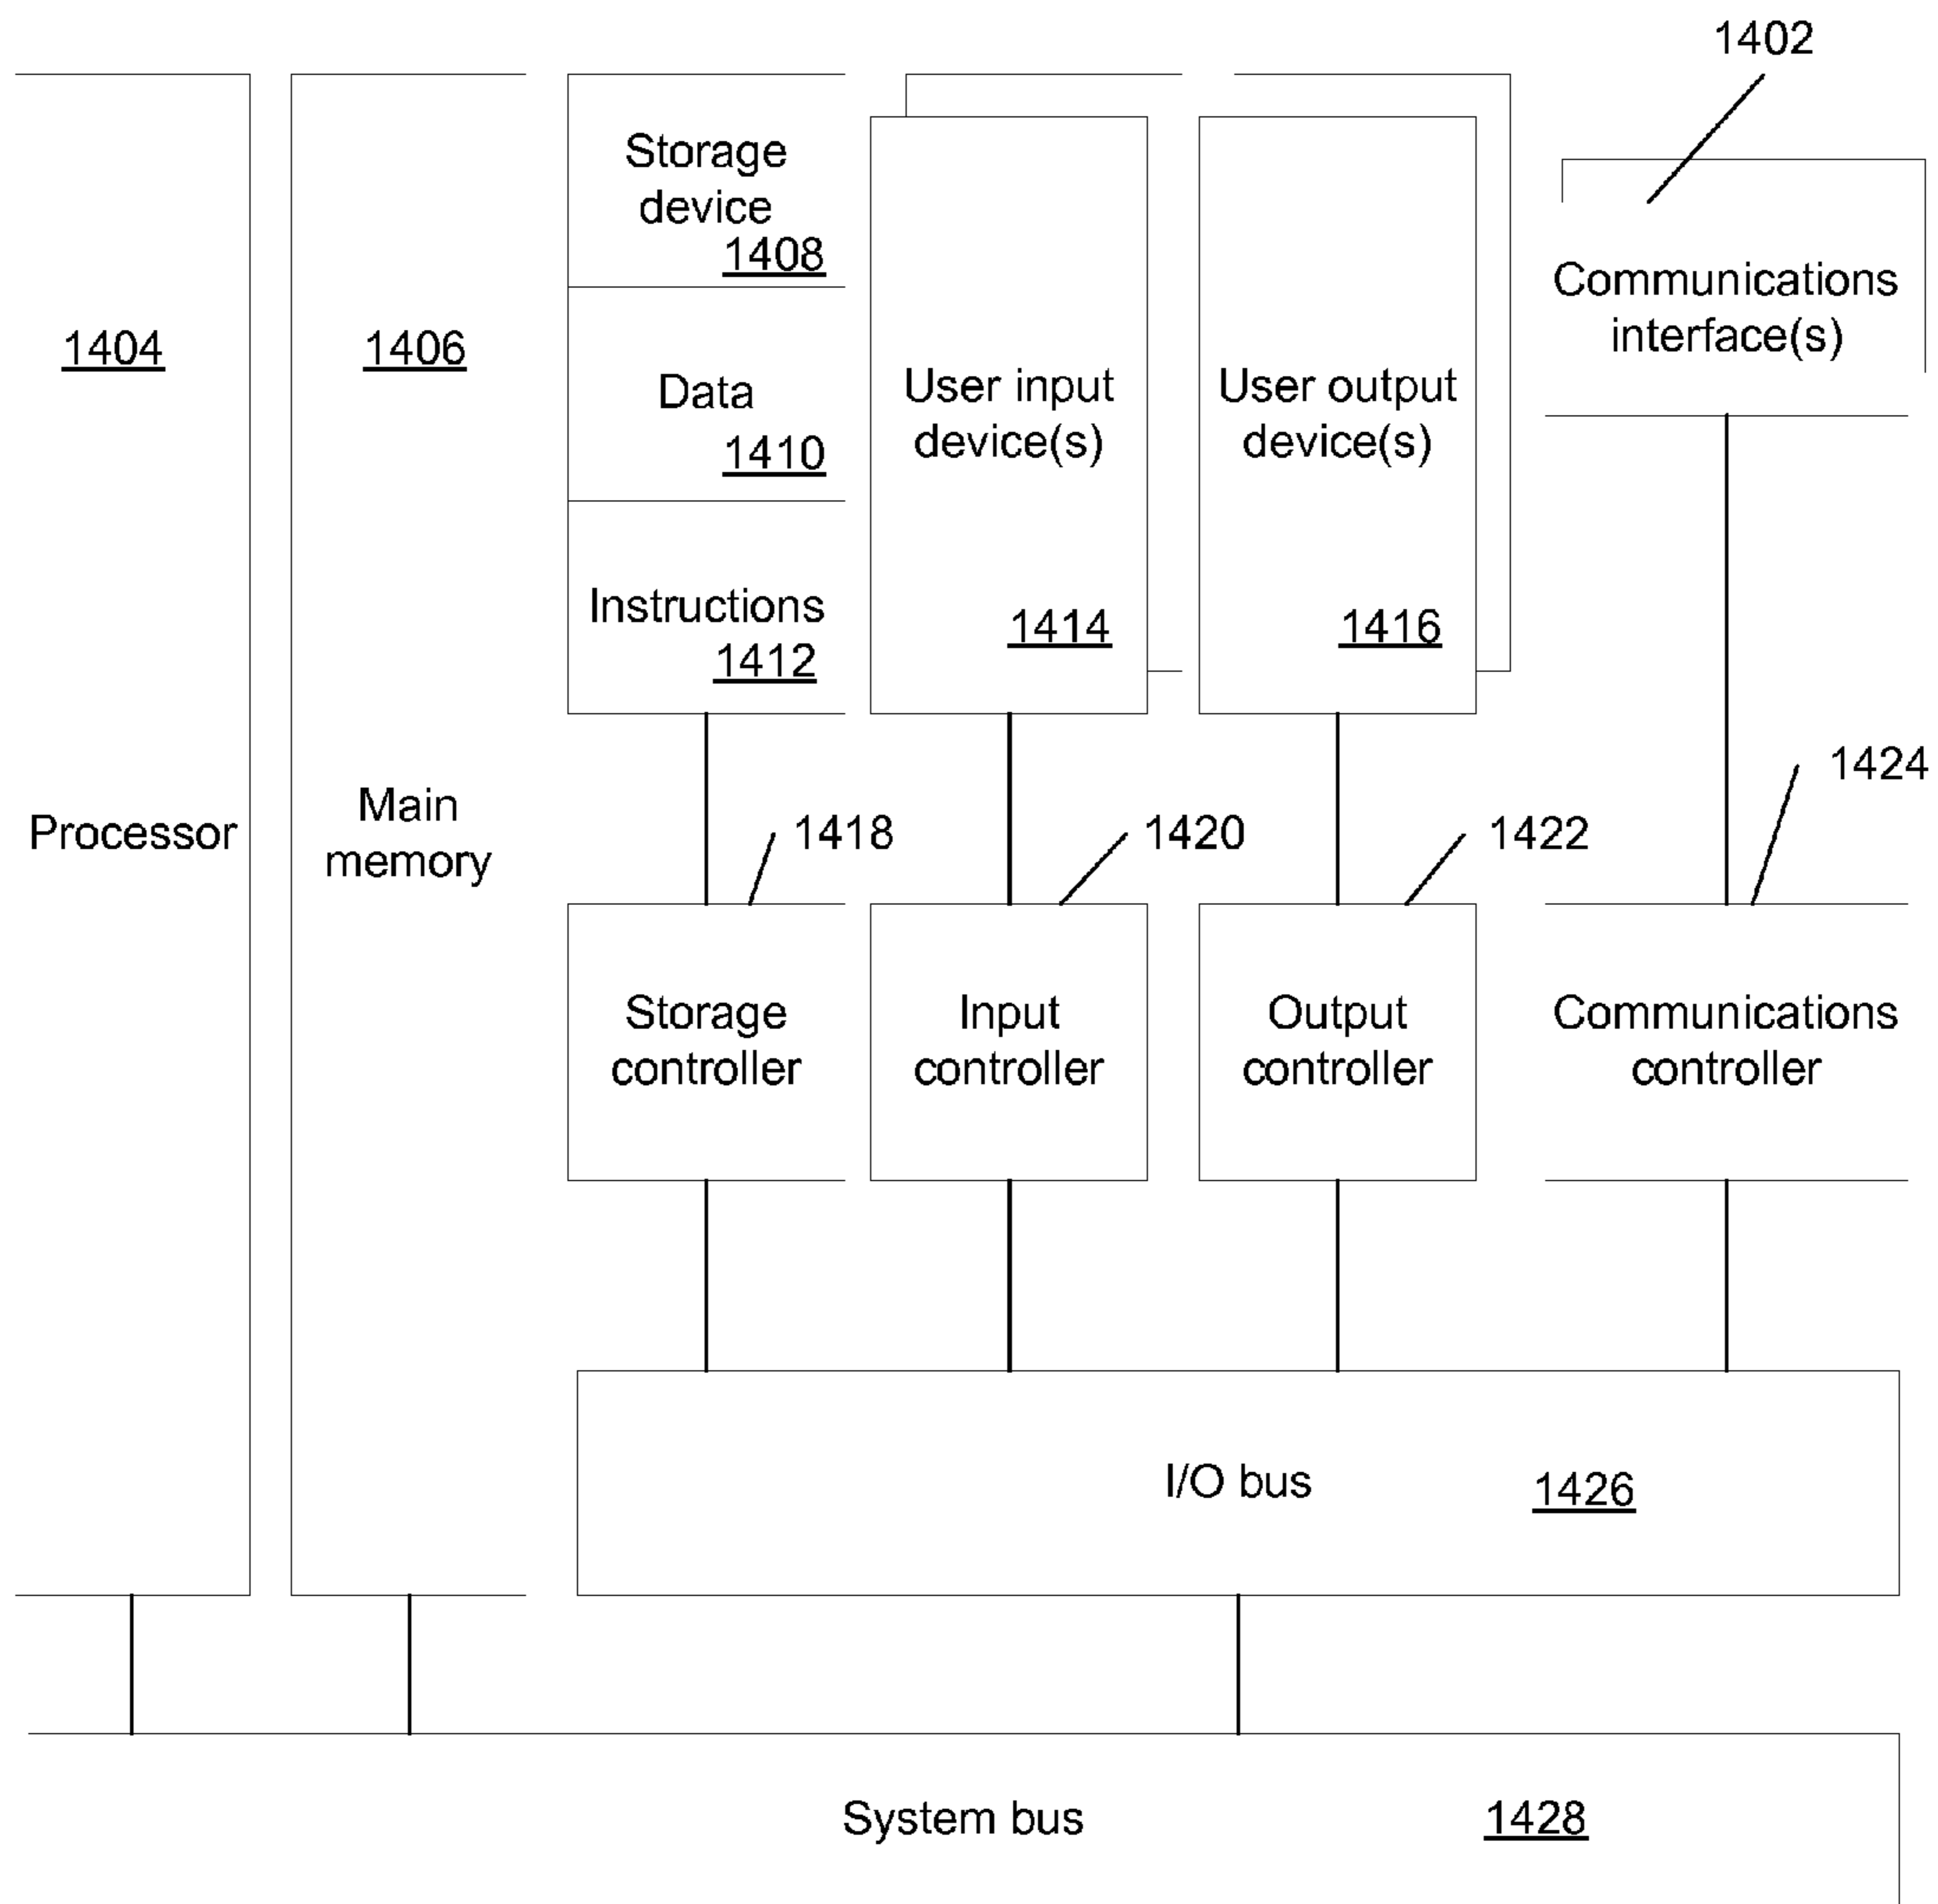 1402
Storage
device
1408
Communications
interface(s)
1404
1406
Data
1410
User input
device(s)
User output
device(s)
Instructions
1412
1414
1416
1424
Processor
Main
memory
1418
1420
1422
Storage
controller
Input
controller
Output
controller
Communications
controller
I/O bus
1426
System bus
1428